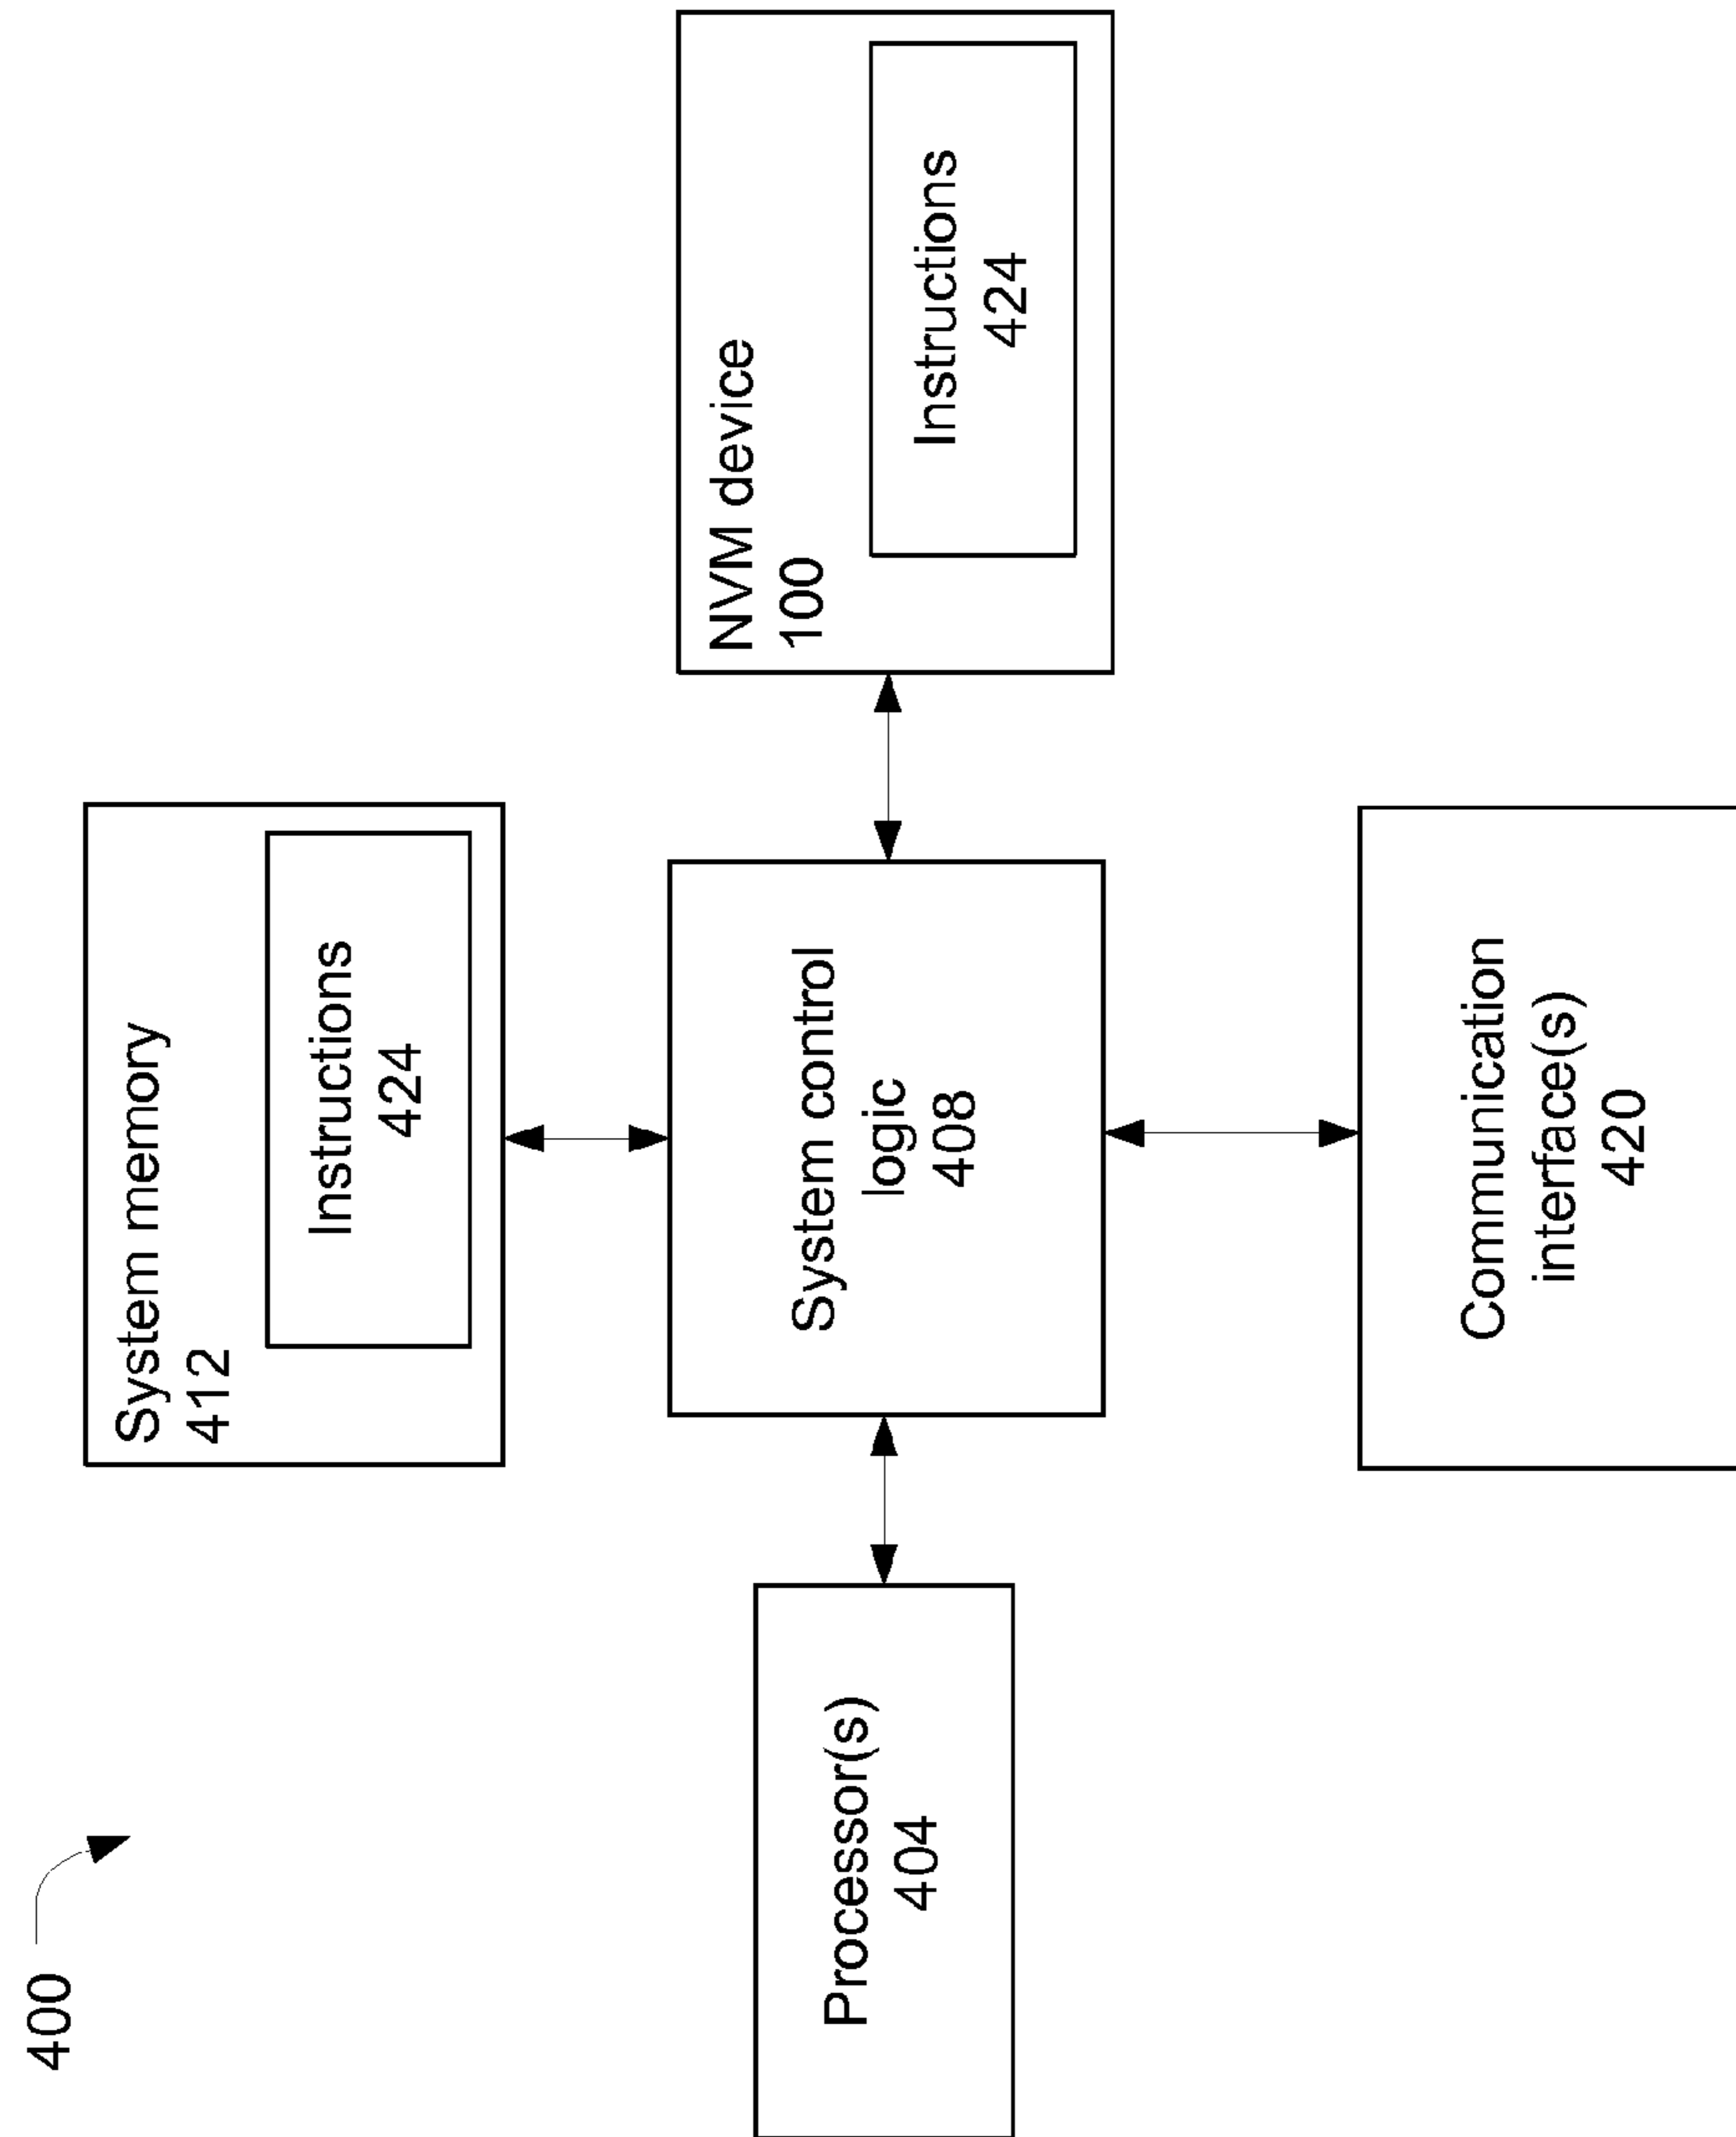 400
System memory
412
Instructions
424
Processor(s)
404
System control
logic
408
NVM device
100
Instructions
424
Communication
interface(s)
420